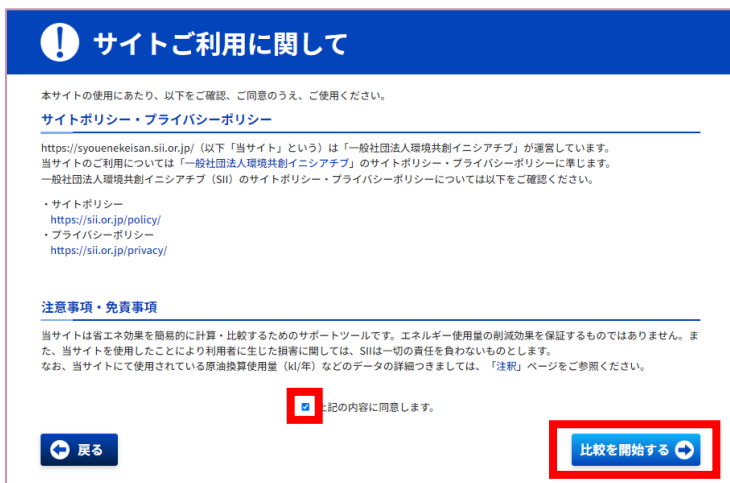 サイトご利用に関して
本サイトの使用にあたり、以下をご確認、ご同意のうえ、ご使用ください。
サイトポリシー・プライバシーポリシー
https://syouenekeisan.sii.or.jp/（以下「当サイト」という）は「一般社団法人環境共創イニシアチブ」が運営しています。
当サイトのご利用については「一般社団法人環境共創イニシアチブ」のサイトポリシー・プライバシーポリシーに準じます。
一般社団法人環境共創イニシアチブ（SII）のサイトポリシー・プライバシーポリシーについては以下をご確認ください。
・サイトポリシー
https://sii.or.jp/policy/
・プライバシーポリシー
https://sii.or.jp/privacy/
注意事項・免責事項
当サイトは省エネ効果を簡易的に計算・比較するためのサポートツールです。エネルギー使用量の削減効果を保証するものではありません。ま
た、当サイトを使用したことにより利用者に生じた損害に関しては、SIIは一切の責任を負わないものとします。
なお、当サイトにて使用されている原油換算使用量（kl/年）などのデータの詳細つきましては、「注釈」ページをご参照ください。
上記の内容に同意します。
戻る
比較を開始する